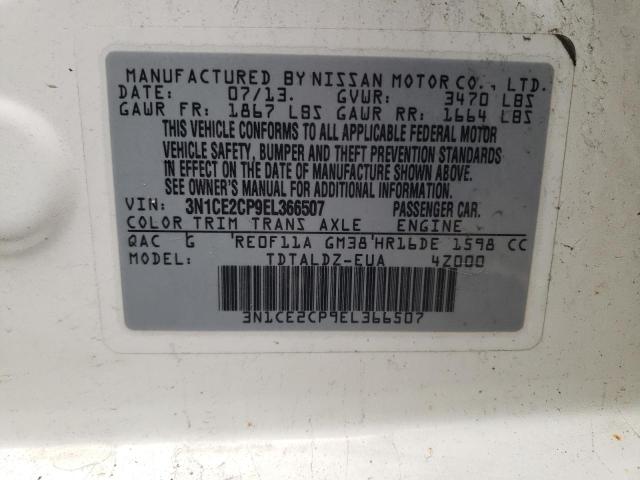 MANUFACTURED BY NISSAN MOTOR CO., LTD.
DATE: 07/13. GVWR: 3470 LBS
GAWR FR: 1867 LBS GAWR RR: 1664 LBS
THIS VEHICLE CONFORMS TO ALL APPLICABLE FEDERAL MOTOR
VEHICLE SAFETY, BUMPER AND THEFT PREVENTION STANDARDS
IN EFFECT ON THE DATE OF MANUFACTURE SHOWN ABOVE.
SEE OWNER'S MANUAL FOR ADDITIONAL INFORMATION.
VIN: 3N1CE2CP9EL366507 PASSENGER CAR.
COLOR TRIM TRANS AXLE ENGINE
QAC G 'RE0F11A GM38'HR16DE 1598 CC
MODEL: TDTALDZ-EUA 4Z000
3N1CE2CP9EL366507